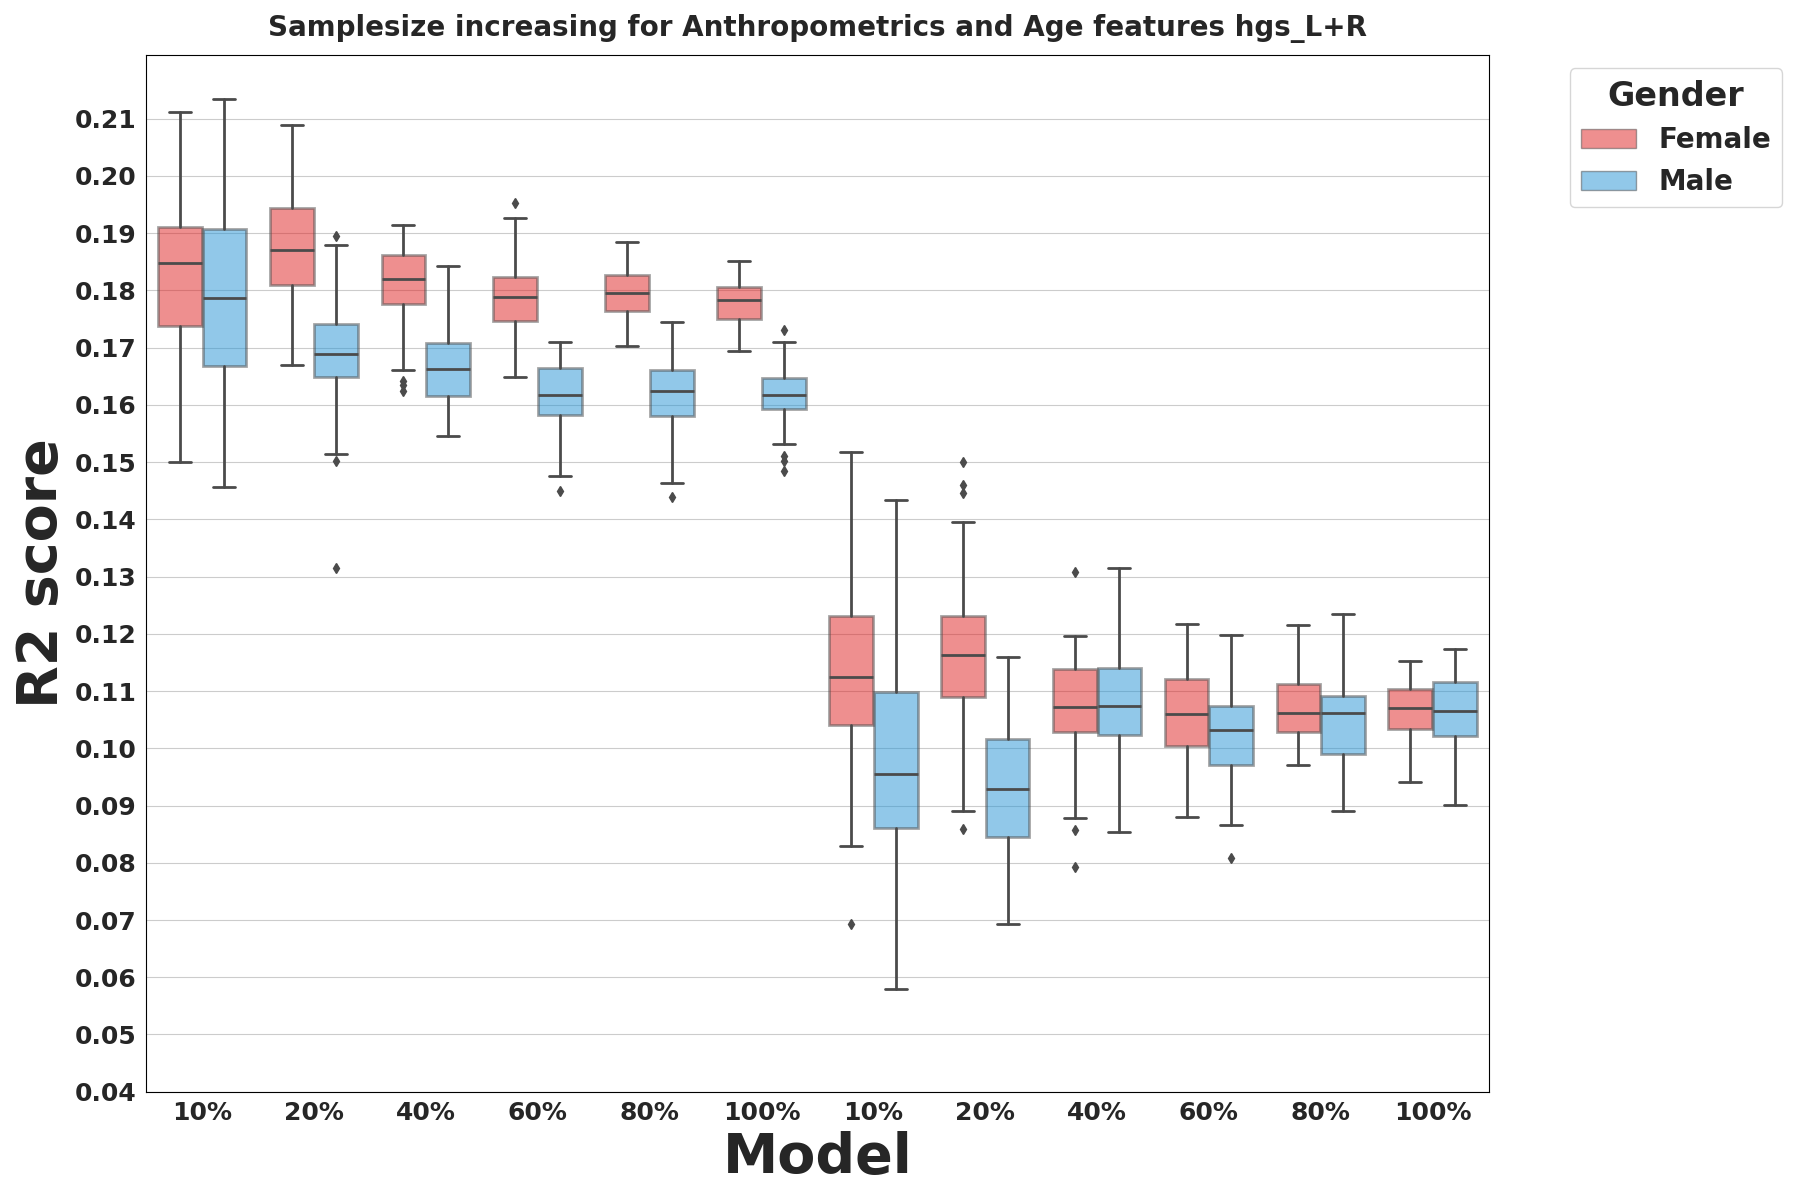 Samplesize increasing for Anthropometrics and Age features hgs_L+R
Gender
Female
Male
R2 score
0.21
0.20
0.19
0.18
0.17
0.16
0.15
0.14
0.13
0.12
0.11
0.10
0.09
0.08
0.07
0.06
0.05
0.04
10% 20% 40% 60% 80% 100% 10% 20% 40% 60% 80% 100%
Model